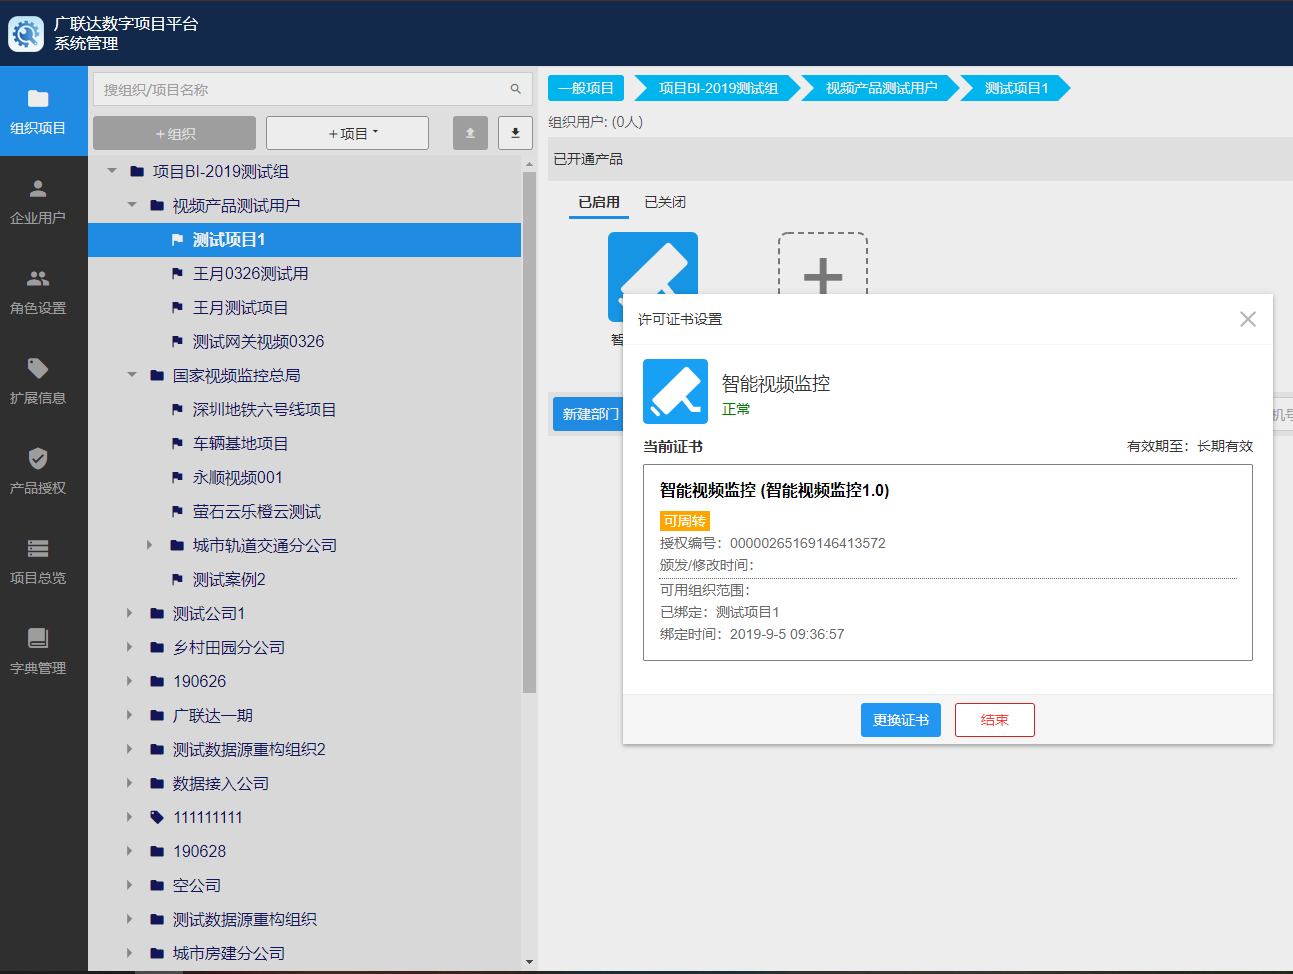 广联达数字项目平台
系统管理
组织项目
企业用户
角色设置
扩展信息
产品授权
项目总览
字典管理
搜组织/项目名称
+组织
+项目
项目BI-2019测试组
视频产品测试用户
测试项目1
王月0326测试用
王月测试项目
测试网关视频0326
国家视频监控总局
深圳地铁六号线项目
车辆基地项目
永顺视频001
萤石云乐橙云测试
城市轨道交通分公司
测试案例2
测试公司1
乡村田园分公司
190626
广联达一期
测试数据源重构组织2
数据接入公司
111111111
190628
空公司
测试数据源重构组织
城市房建分公司
一般项目 项目BI-2019测试组 视频产品测试用户 测试项目1
组织用户: (0人)
已开通产品
已启用 已关闭
智
新建部门
机号
许可证书设置
智能视频监控
正常
当前证书 有效期至：长期有效
智能视频监控 (智能视频监控1.0)
可周转
授权编号：00000265169146413572
颁发/修改时间：
可用组织范围：
已绑定：测试项目1
绑定时间：2019-9-5 09:36:57
更换证书 结束